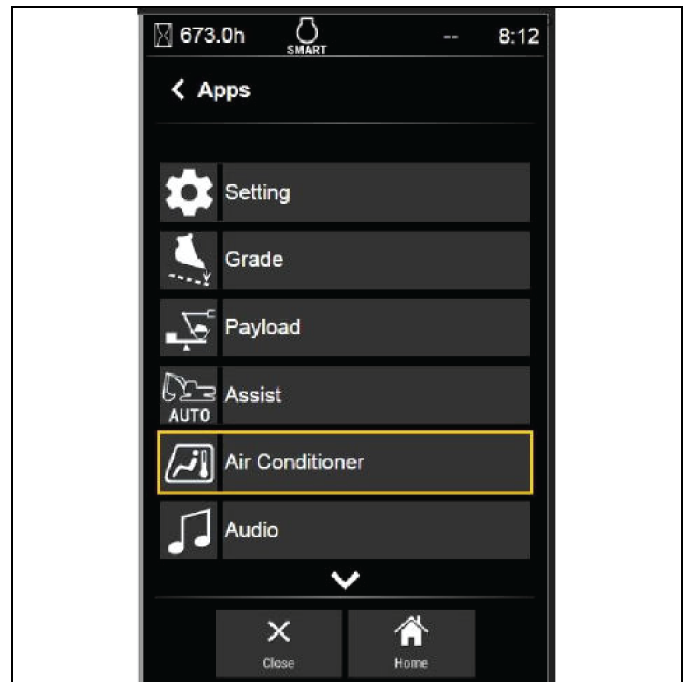 673.0h
SMART
--
8:12
Apps
Setting
Grade
Payload
AUTO
Assist
Air Conditioner
Audio
Close
Home